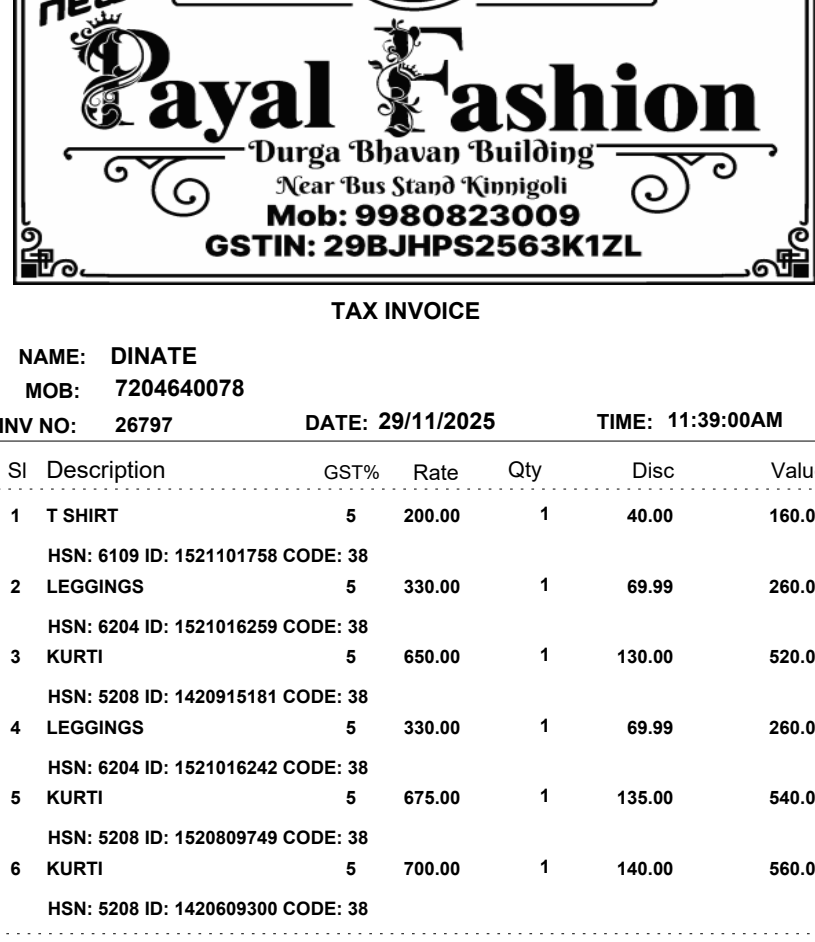 Payal Fashion
Durga Bhavan Building
Near Bus Stand Kinnigoli
Mob: 9980823009
GSTIN: 29BJHPS2563K1ZL
TAX INVOICE
NAME: DINATE
MOB: 7204640078
INV NO: 26797 DATE: 29/11/2025 TIME: 11:39:00AM
Sl Description GST% Rate Qty Disc Valu
1 T SHIRT 5 200.00 1 40.00 160.0
HSN: 6109 ID: 1521101758 CODE: 38
2 LEGGINGS 5 330.00 1 69.99 260.0
HSN: 6204 ID: 1521016259 CODE: 38
3 KURTI 5 650.00 1 130.00 520.0
HSN: 5208 ID: 1420915181 CODE: 38
4 LEGGINGS 5 330.00 1 69.99 260.0
HSN: 6204 ID: 1521016242 CODE: 38
5 KURTI 5 675.00 1 135.00 540.0
HSN: 5208 ID: 1520809749 CODE: 38
6 KURTI 5 700.00 1 140.00 560.0
HSN: 5208 ID: 1420609300 CODE: 38